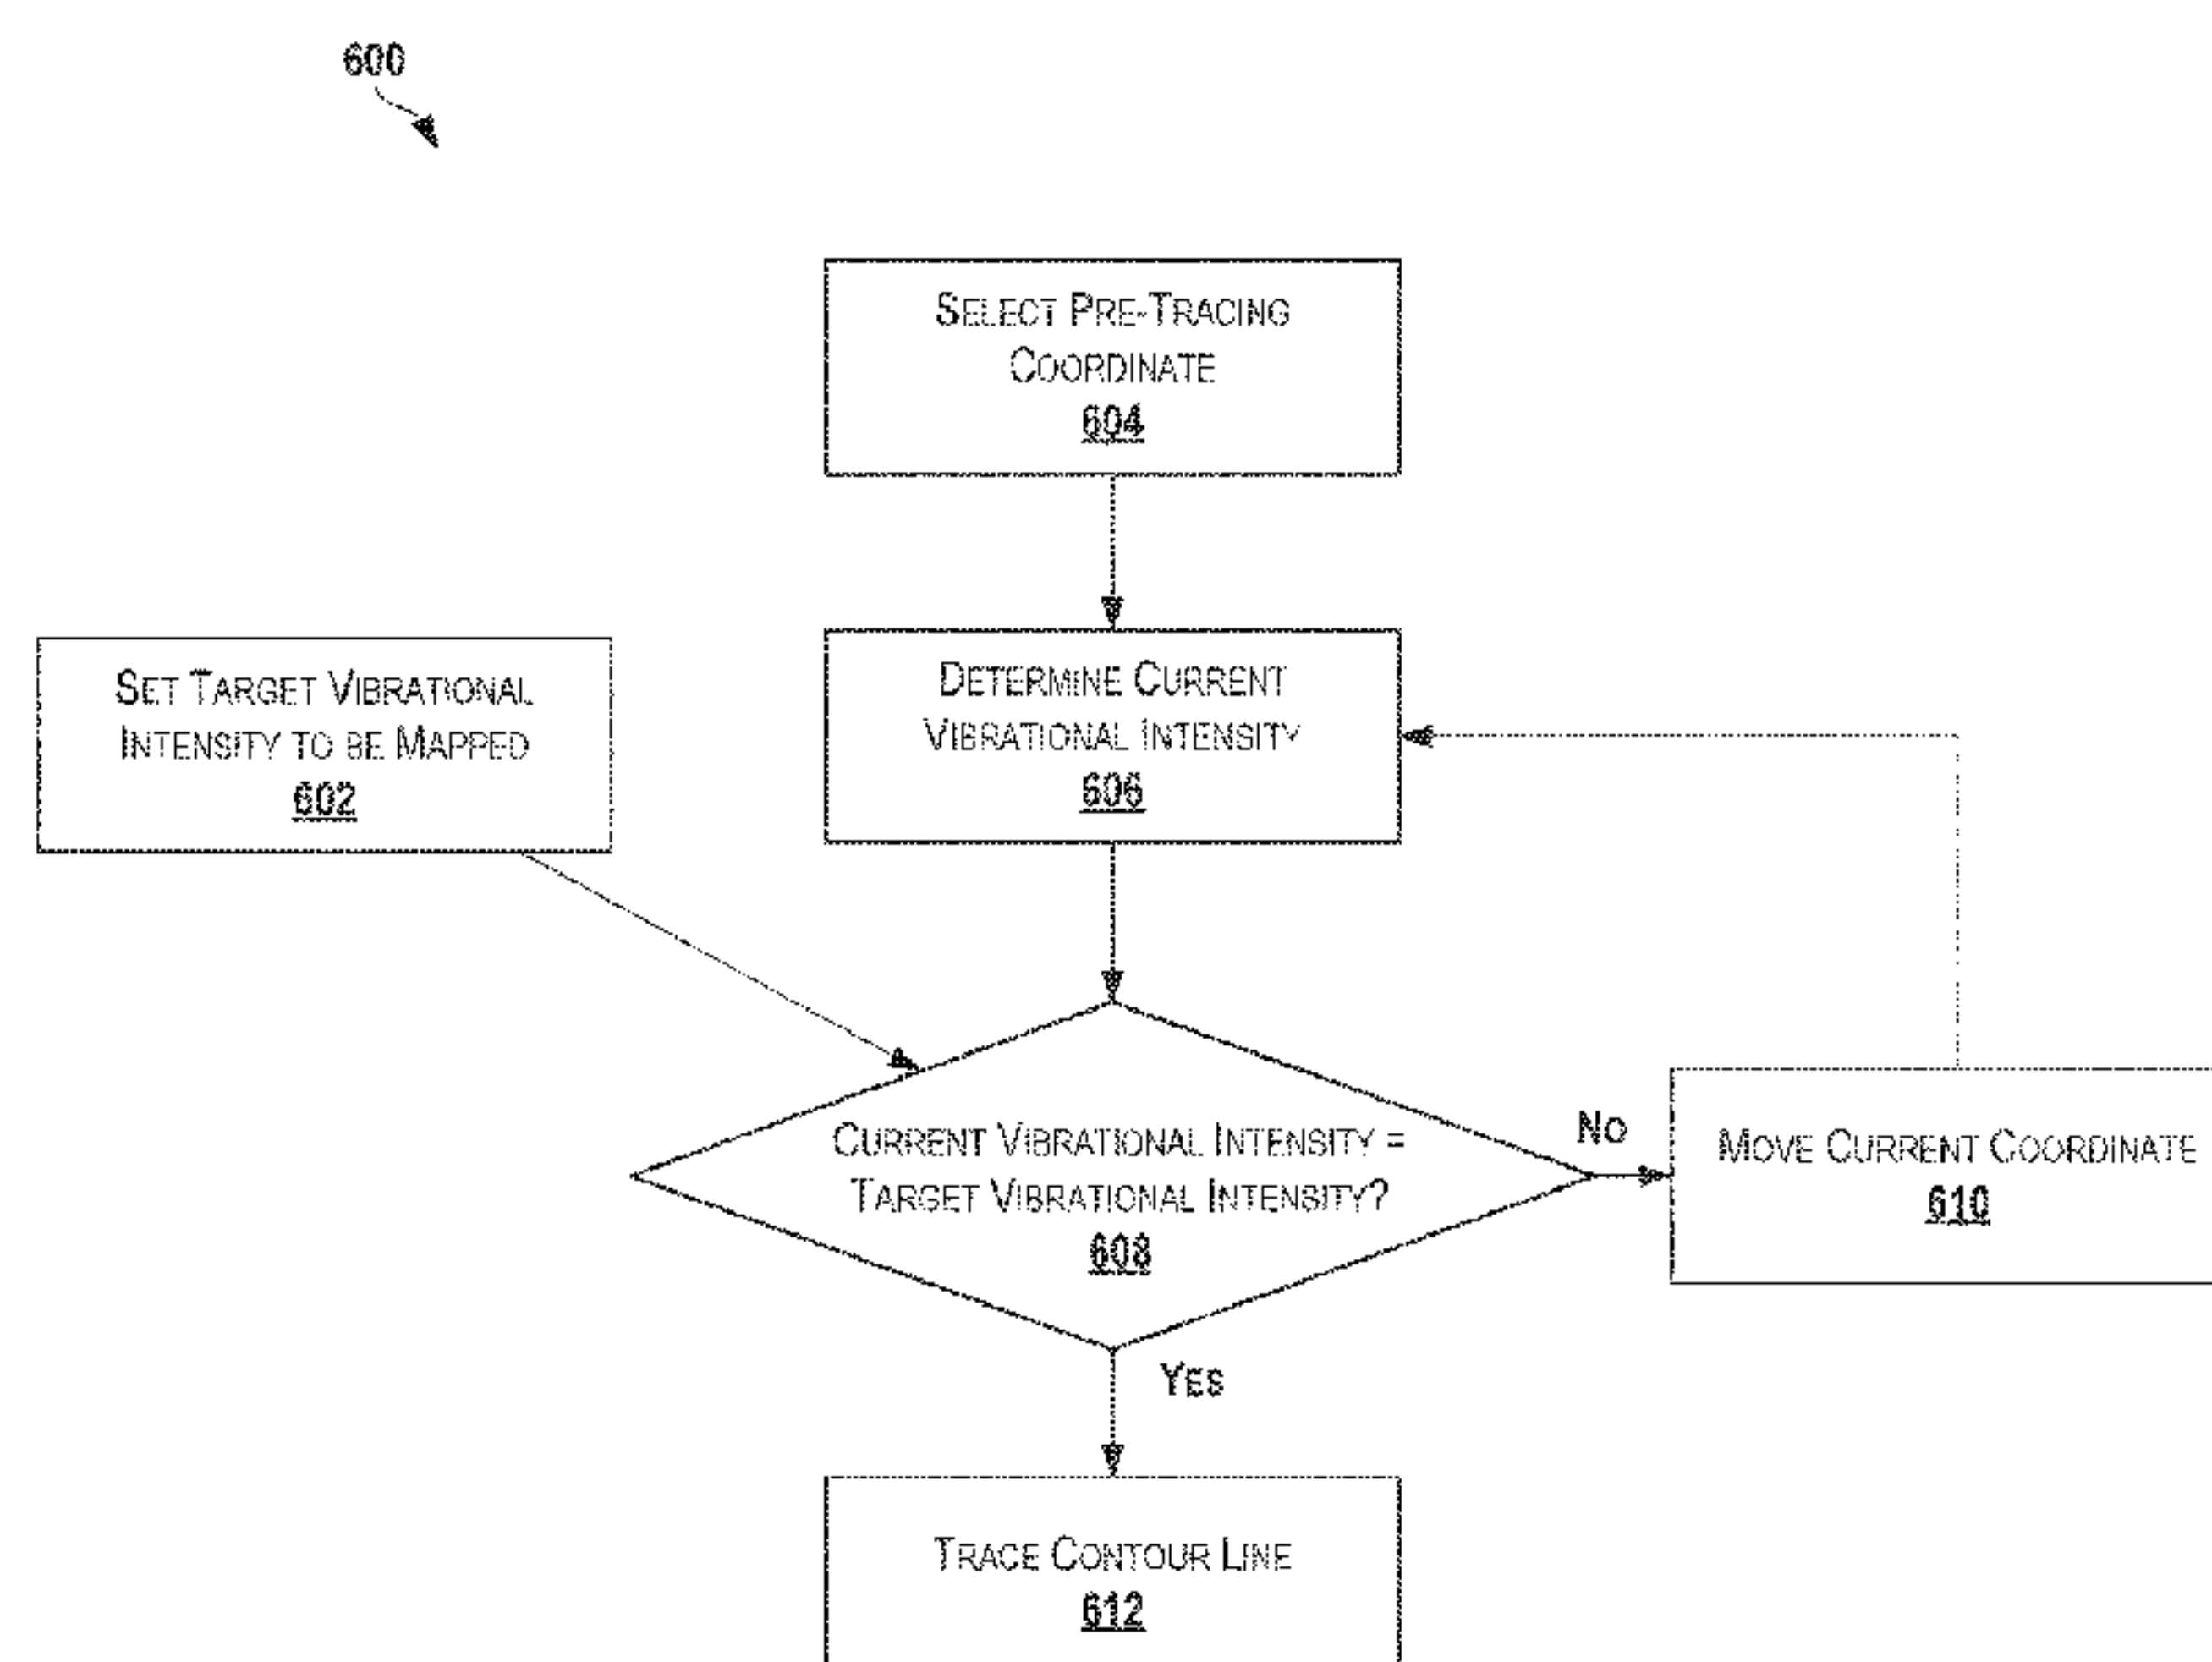 600
SELECT PRE-TRACING
COORDINATE
604
DETERMINE CURRENT
VIBRATIONAL INTENSITY
606
SET TARGET VIBRATIONAL
INTENSITY TO BE MAPPED
602
CURRENT VIBRATIONAL INTENSITY =
TARGET VIBRATIONAL INTENSITY?
608
NO
MOVE CURRENT COORDINATE
610
YES
TRACE CONTOUR LINE
612